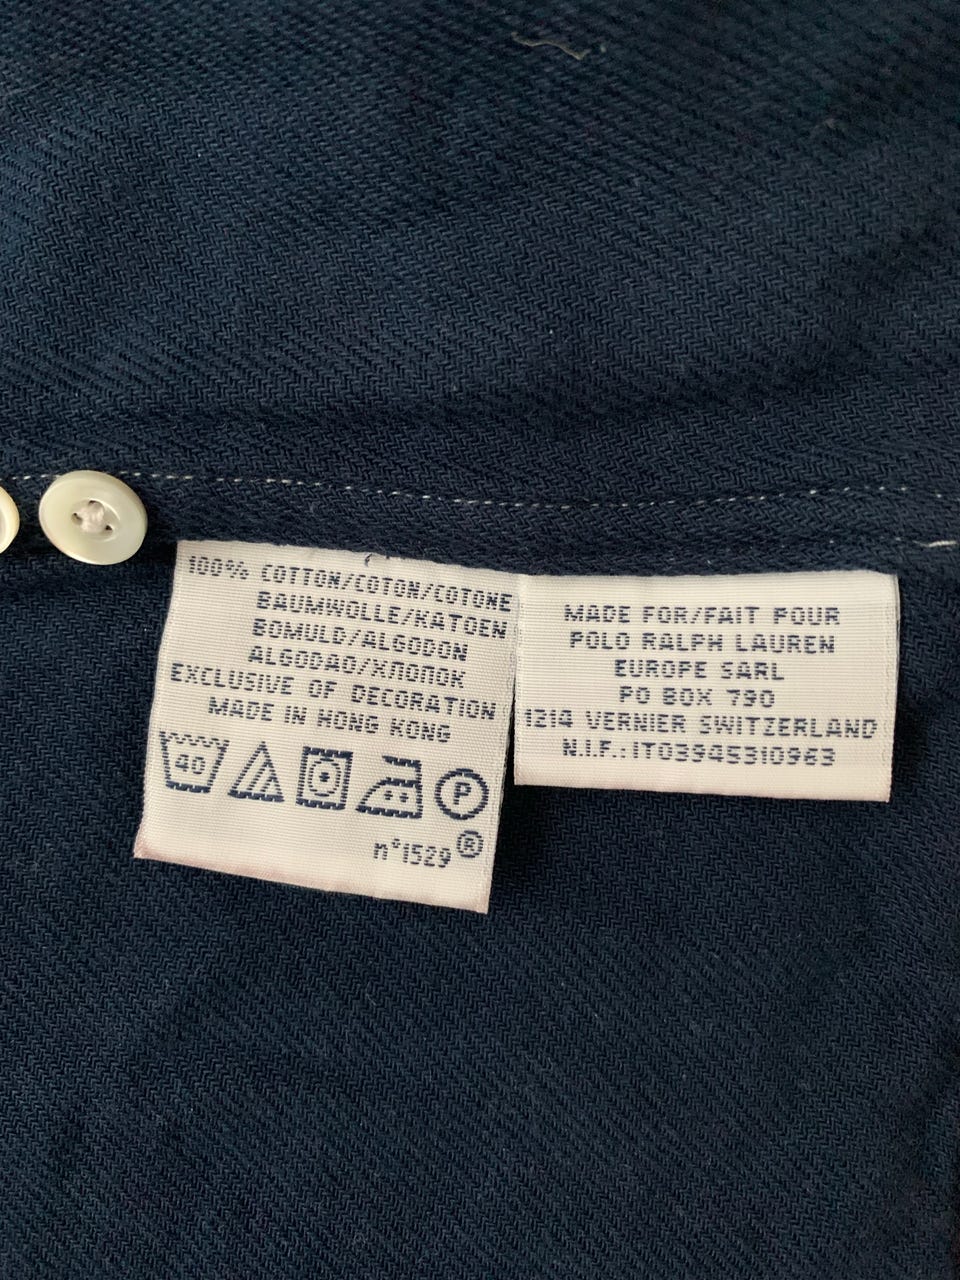 100% COTTON/COTON/COTONE
BAUMWOLLE/KATOEN
BOMULD/ALGODON
ALGODAO/ХЛОПОК
EXCLUSIVE OF DECORATION
MADE IN HONG KONG
40
P
n°1529®
MADE FOR/FAIT POUR
POLO RALPH LAUREN
EUROPE SARL
PO BOX 790
1214 VERNIER SWITZERLAND
N.I.F.:IT03945310963